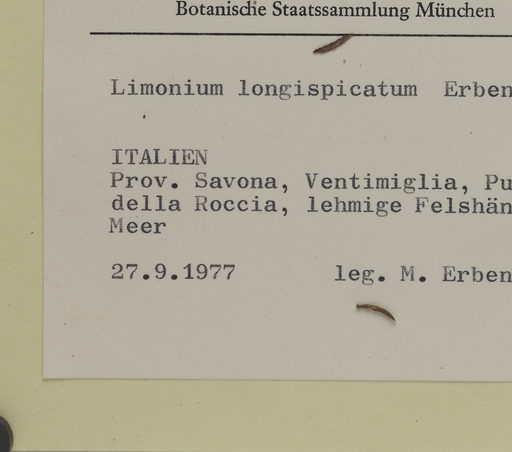 Botanische Staatssammlung München
Limonium longispicatum Erben
ITALIEN
Prov. Savona, Ventimiglia, Pu
della Roccia, lehmige Felshän
Meer
27.9.1977 leg. M. Erben